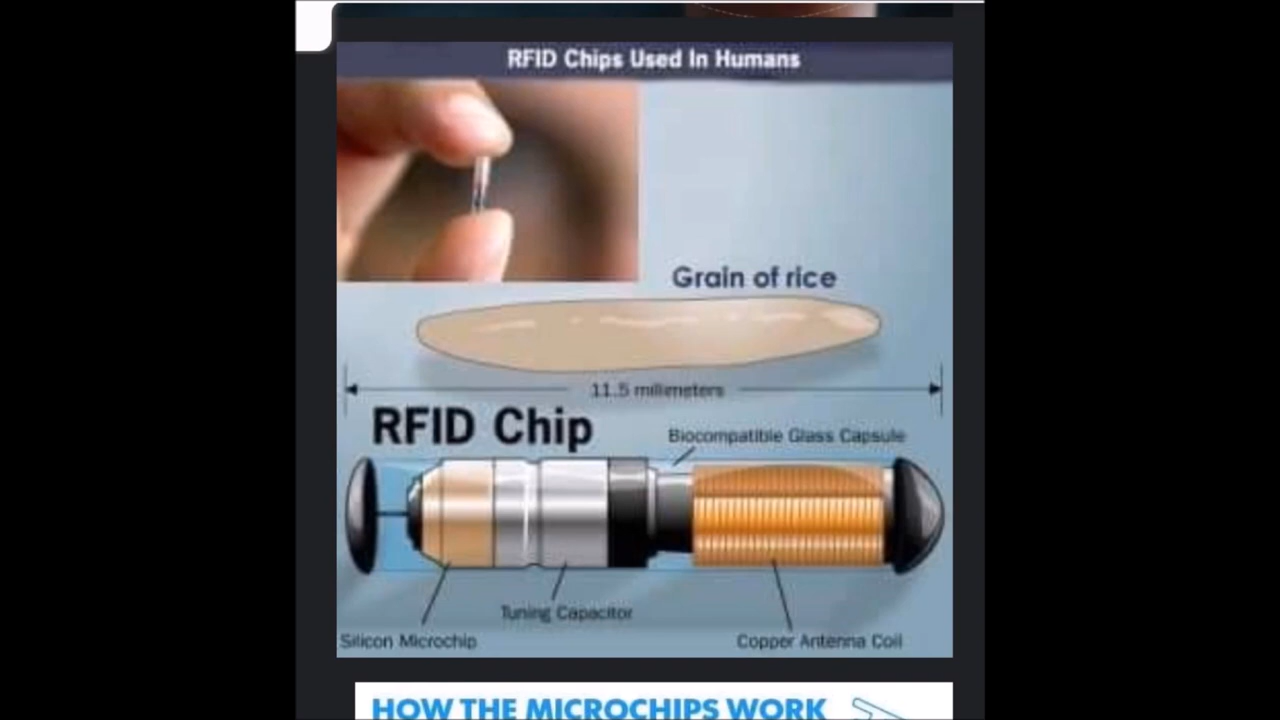 RFID Chips Used In Humans
Grain of rice
11.5 millimeters
RFID Chip
Biocompatible Glass Capsule
Tuning Capacitor
Silicon Microchip
Copper Antenna Coil
HOW THE MICROCHIPS WORK